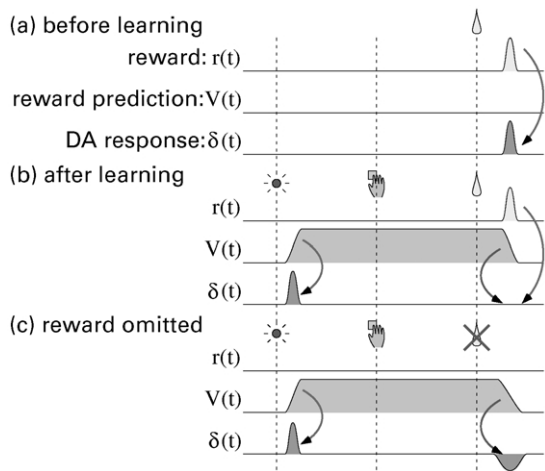 (a) before learning
reward: r(t)
reward prediction:V(t)
DA response:δ(t)
(b) after learning
r(t)
V(t)
δ(t)
(c) reward omitted
r(t)
V(t)
δ(t)